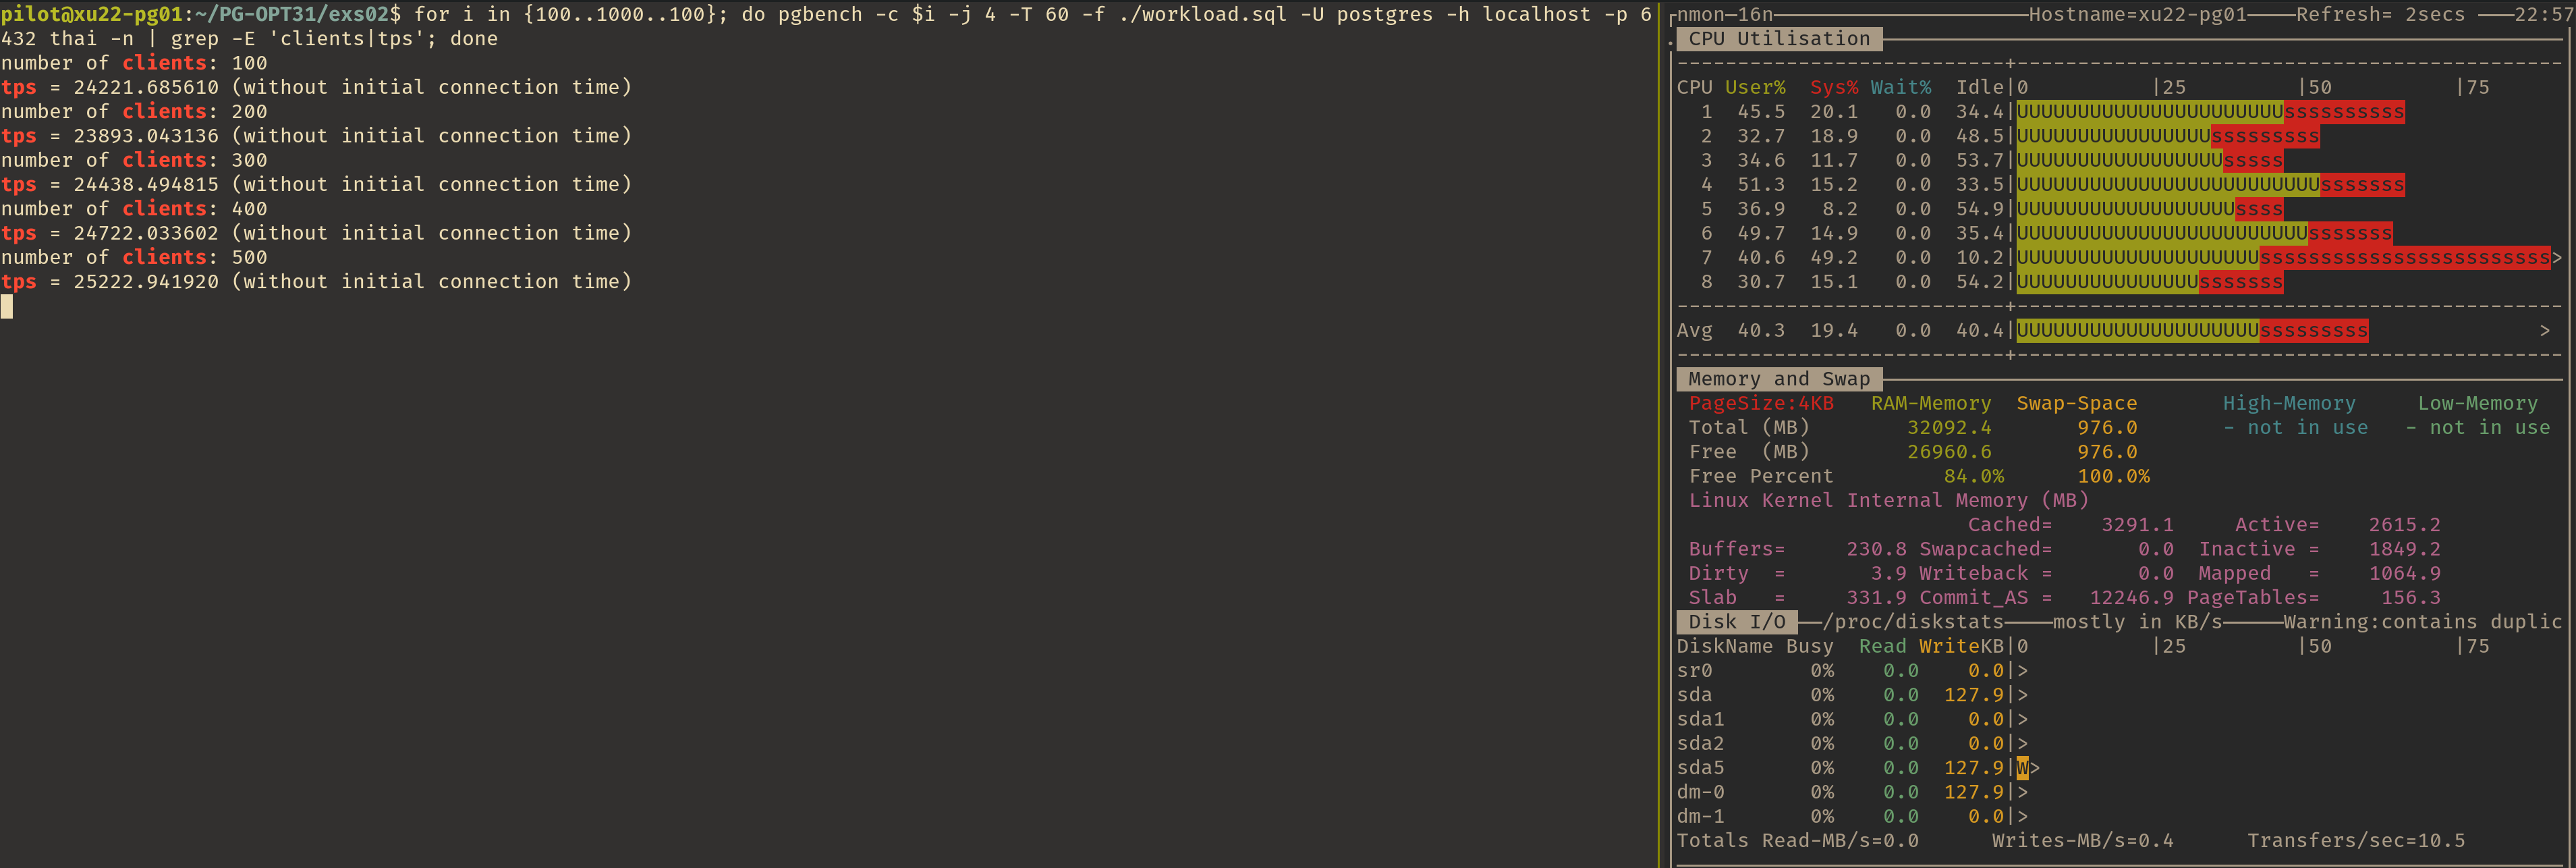 pilot@xu22-pg01:~/PG-OPT31/exs02$ for i in {100..1000..100}; do pgbench -c $i -j 4 -T 60 -f ./workload.sql -U postgres -h localhost -p 6
432 thai -n | grep -E 'clients|tps'; done
number of clients: 100
tps = 24221.685610 (without initial connection time)
number of clients: 200
tps = 23893.043136 (without initial connection time)
number of clients: 300
tps = 24438.494815 (without initial connection time)
number of clients: 400
tps = 24722.033602 (without initial connection time)
number of clients: 500
tps = 25222.941920 (without initial connection time)
nmon─16n Hostname=xu22-pg01 Refresh= 2secs 22:57
CPU Utilisation
---------------------------+---------------------------------------------
CPU User% Sys% Wait% Idle|0 |25 |50 |75
1 45.5 20.1 0.0 34.4|UUUUUUUUUUUUUUUUUUUUUUssssssssss
2 32.7 18.9 0.0 48.5|UUUUUUUUUUUUUUUUsssssssss
3 34.6 11.7 0.0 53.7|UUUUUUUUUUUUUUUUUsssss
4 51.3 15.2 0.0 33.5|UUUUUUUUUUUUUUUUUUUUUUUUUsssssss
5 36.9 8.2 0.0 54.9|UUUUUUUUUUUUUUUUUUssss
6 49.7 14.9 0.0 35.4|UUUUUUUUUUUUUUUUUUUUUUUUsssssss
7 40.6 49.2 0.0 10.2|UUUUUUUUUUUUUUUUUUUUssssssssssssssssssssssss>
8 30.7 15.1 0.0 54.2|UUUUUUUUUUUUUUUsssssss
---------------------------+---------------------------------------------
Avg 40.3 19.4 0.0 40.4|UUUUUUUUUUUUUUUUUUUUsssssssss >
---------------------------+---------------------------------------------
Memory and Swap
PageSize:4KB RAM-Memory Swap-Space High-Memory Low-Memory
Total (MB) 32092.4 976.0 - not in use - not in use
Free (MB) 26960.6 976.0
Free Percent 84.0% 100.0%
Linux Kernel Internal Memory (MB)
Cached= 3291.1 Active= 2615.2
Buffers= 230.8 Swapcached= 0.0 Inactive = 1849.2
Dirty = 3.9 Writeback = 0.0 Mapped = 1064.9
Slab = 331.9 Commit_AS = 12246.9 PageTables= 156.3
Disk I/O /proc/diskstats mostly in KB/s Warning:contains duplic
DiskName Busy Read WriteKB|0 |25 |50 |75
sr0 0% 0.0 0.0|>
sda 0% 0.0 127.9|>
sda1 0% 0.0 0.0|>
sda2 0% 0.0 0.0|>
sda5 0% 0.0 127.9|W>
dm-0 0% 0.0 127.9|>
dm-1 0% 0.0 0.0|>
Totals Read-MB/s=0.0 Writes-MB/s=0.4 Transfers/sec=10.5